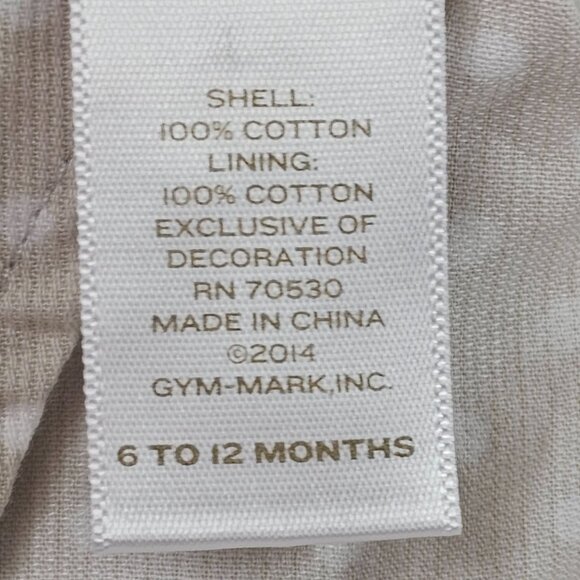 SHELL:
100% COTTON
LINING:
100% COTTON
EXCLUSIVE OF
DECORATION
RN 70530
MADE IN CHINA
©2014
GYM-MARK,INC.
6 TO 12 MONTHS